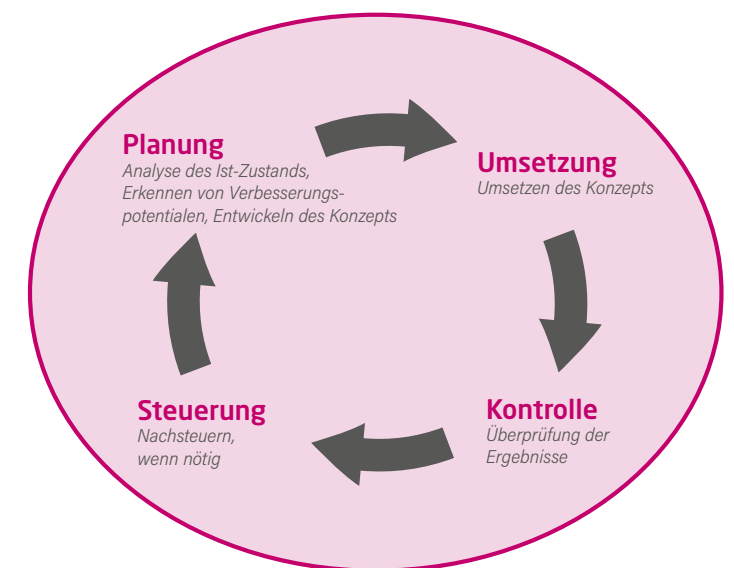 Planung
Analyse des Ist-Zustands,
Erkennen von Verbesserungs-
potentialen, Entwickeln des Konzepts
Umsetzung
Umsetzen des Konzepts
Kontrolle
Überprüfung der
Ergebnisse
Steuerung
Nachsteuern,
wenn nötig